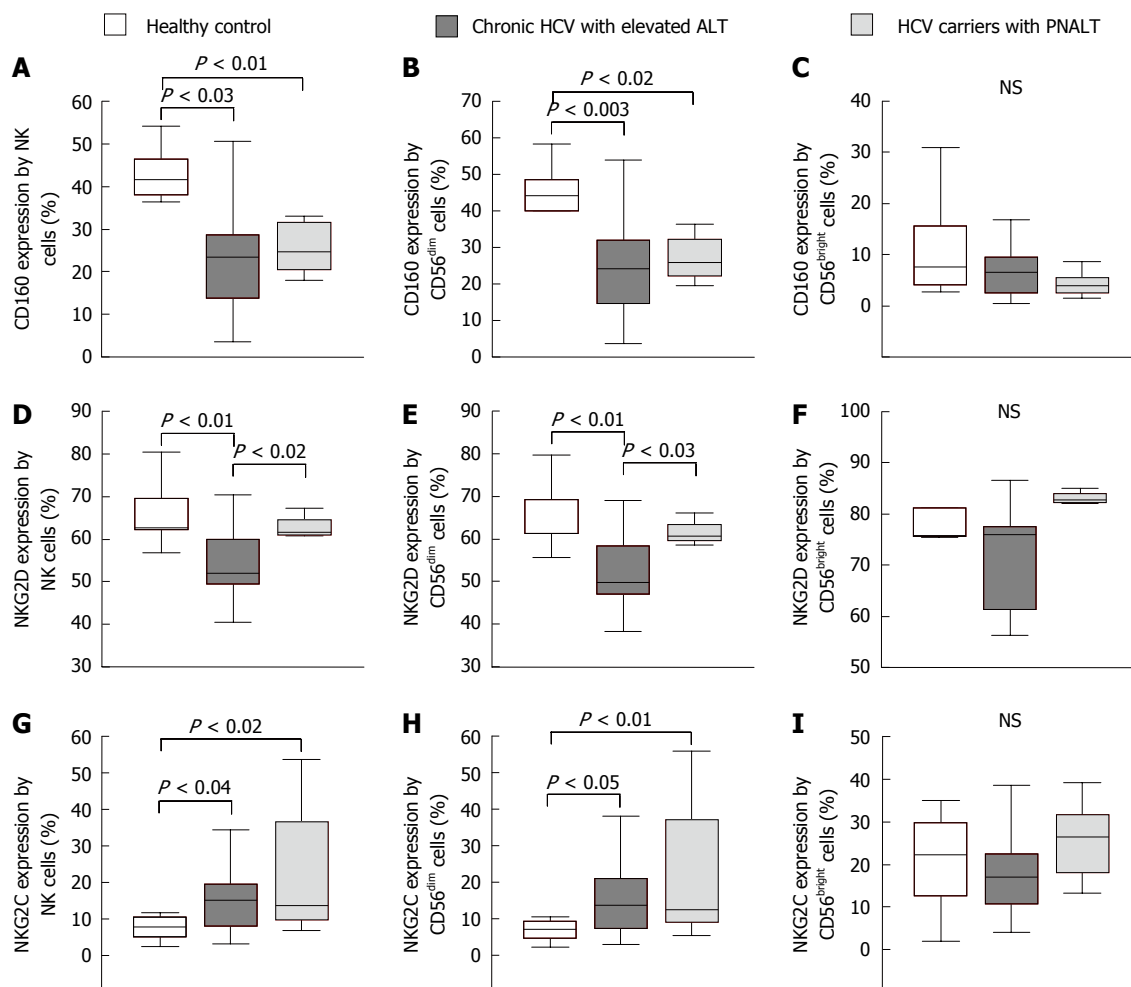 Healthy control
Chronic HCV with elevated ALT
HCV carriers with PNALT
A
P < 0.01
P < 0.03
60
50
40
30
20
10
0
CD160 expression by NK
cells (%)
B
P < 0.02
P < 0.003
70
60
50
40
30
20
10
0
CD160 expression by
CD56dim cells (%)
C
NS
40
30
20
10
0
CD160 expression by
CD56bright cells (%)
D
P < 0.01
P < 0.02
90
80
70
60
50
40
30
NKG2D expression by
NK cells (%)
E
P < 0.01
P < 0.03
90
80
70
60
50
40
30
NKG2D expression by
CD56dim cells (%)
F
NS
100
90
80
70
60
50
NKG2D expression by
CD56bright cells (%)
G
P < 0.02
P < 0.04
60
50
40
30
20
10
0
NKG2C expression by
NK cells (%)
H
P < 0.01
P < 0.05
60
50
40
30
20
10
0
NKG2C expression by
CD56dim cells (%)
I
NS
50
40
30
20
10
0
NKG2C expression by
CD56bright cells (%)